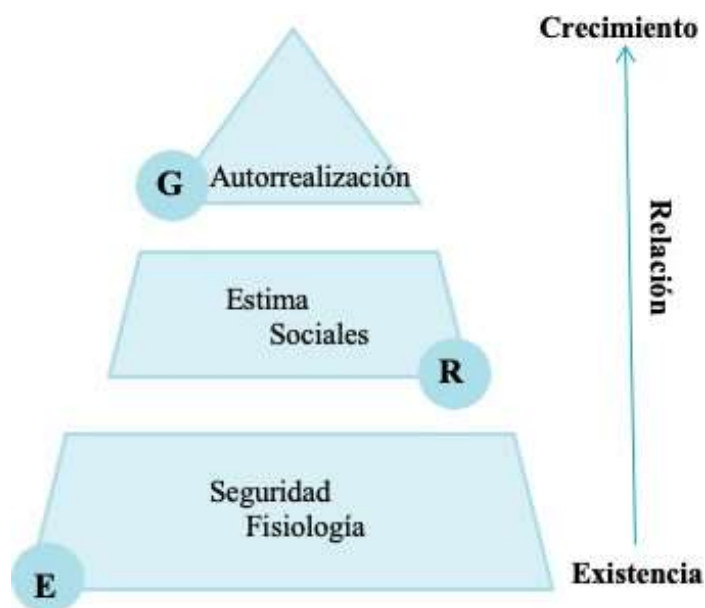 Crecimiento
G
Autorrealización
Relación
Estima
Sociales
R
Seguridad
Fisiología
E
Existencia